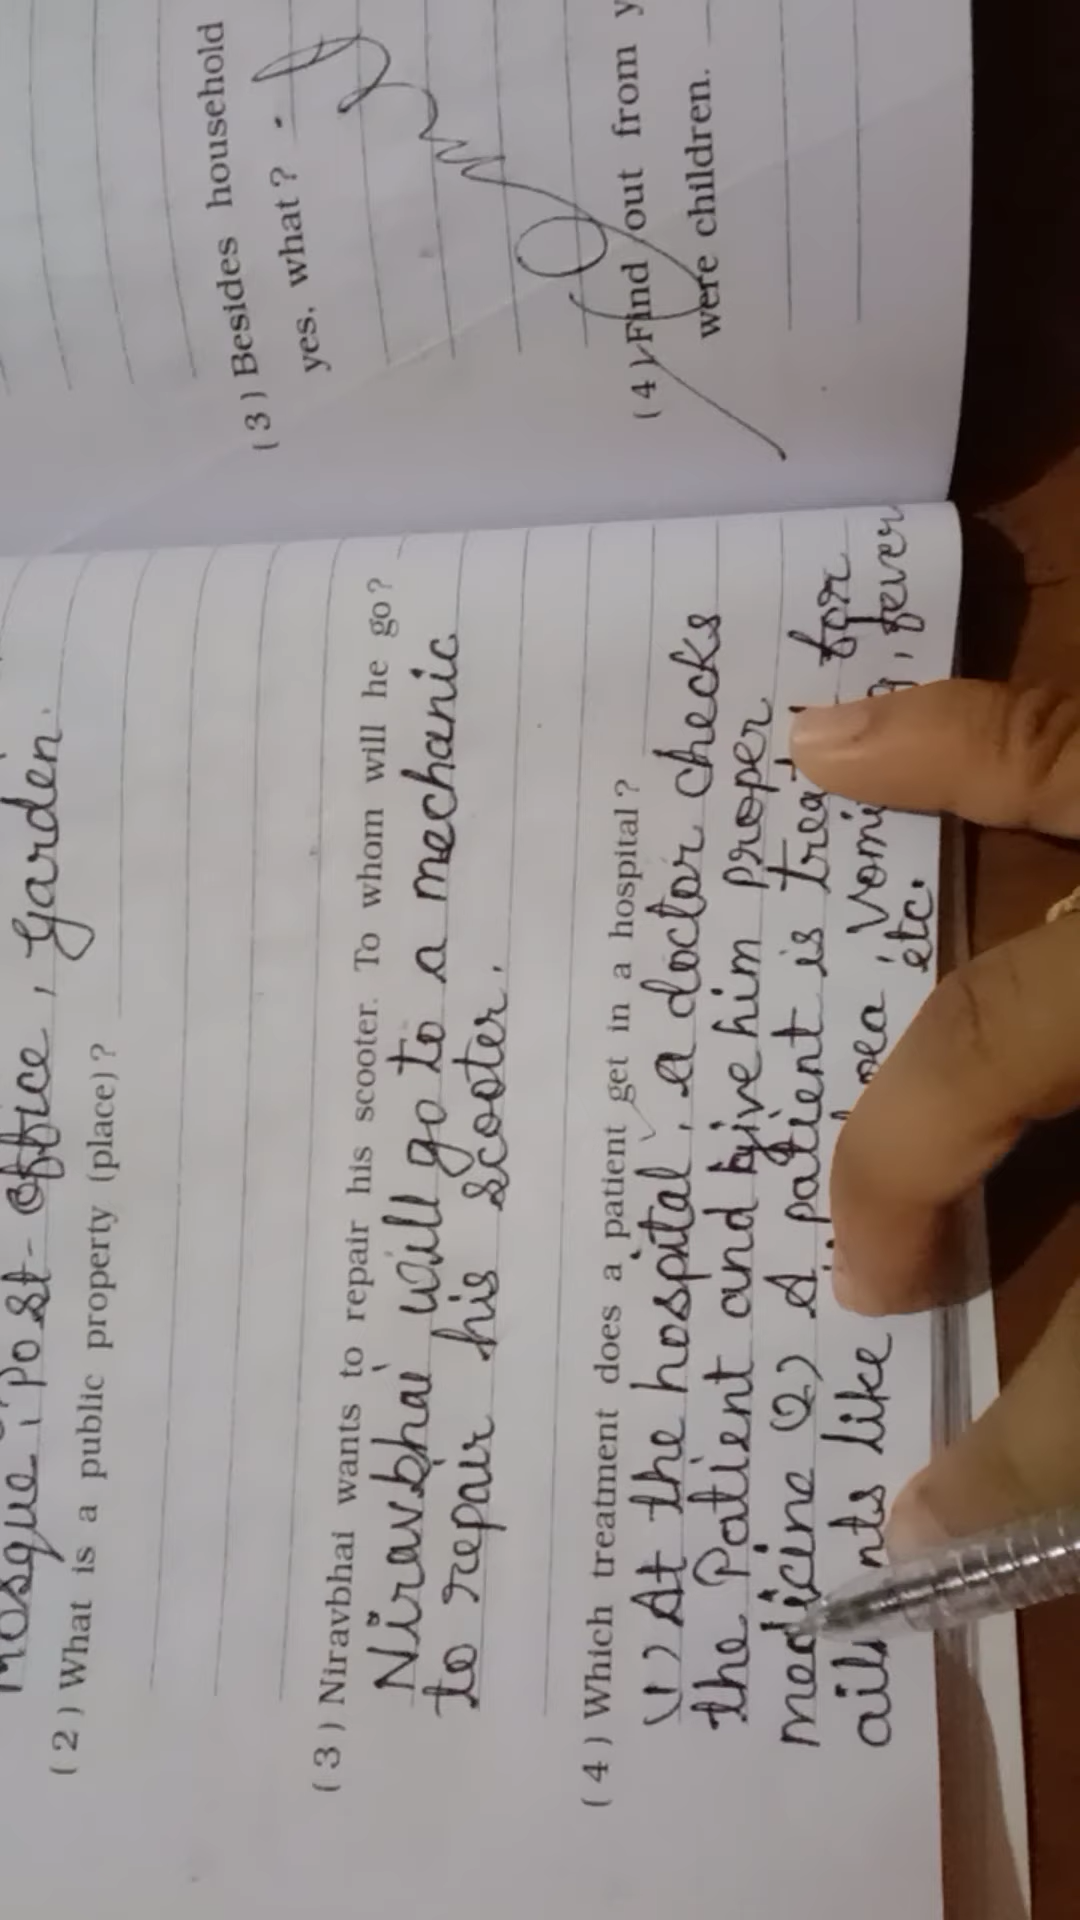 Mosque, Post-office, Garden.
(2) What is a public property (place)?
(3) Niravbhai wants to repair his scooter. To whom will he go?
Niravbhai will go to a mechanic
to repair his scooter.
(4) Which treatment does a patient get in a hospital?
(1) At the hospital, a doctor checks
the Patient and give him proper
medicine (2) A patient is for
like , fever
etc.
(3) Besides household
yes, what?
(4) Find out from
were children.